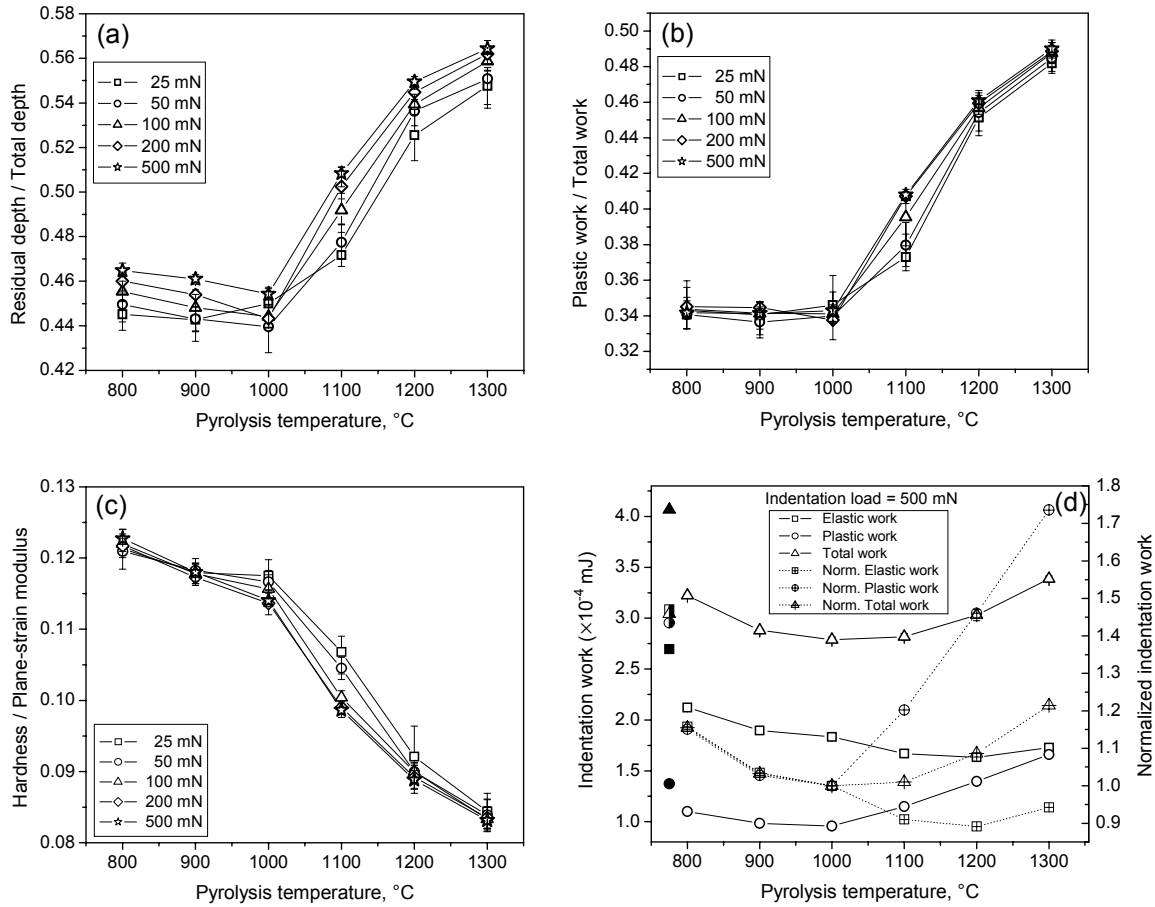 (a)
0.58
0.56
0.54
0.52
0.50
0.48
0.46
0.44
0.42
Residual depth / Total depth
25 mN
50 mN
100 mN
200 mN
500 mN
800 900 1000 1100 1200 1300
Pyrolysis temperature, °C
(b)
0.50
0.48
0.46
0.44
0.42
0.40
0.38
0.36
0.34
0.32
Plastic work / Total work
25 mN
50 mN
100 mN
200 mN
500 mN
800 900 1000 1100 1200 1300
Pyrolysis temperature, °C
(c)
0.13
0.12
0.11
0.10
0.09
0.08
Hardness / Plane-strain modulus
25 mN
50 mN
100 mN
200 mN
500 mN
800 900 1000 1100 1200 1300
Pyrolysis temperature, °C
(d)
Indentation load = 500 mN
Elastic work
Plastic work
Total work
Norm. Elastic work
Norm. Plastic work
Norm. Total work
4.0
3.5
3.0
2.5
2.0
1.5
1.0
Indentation work (×10⁻⁴ mJ)
1.8
1.7
1.6
1.5
1.4
1.3
1.2
1.1
1.0
0.9
Normalized indentation work
800 900 1000 1100 1200 1300
Pyrolysis temperature, °C